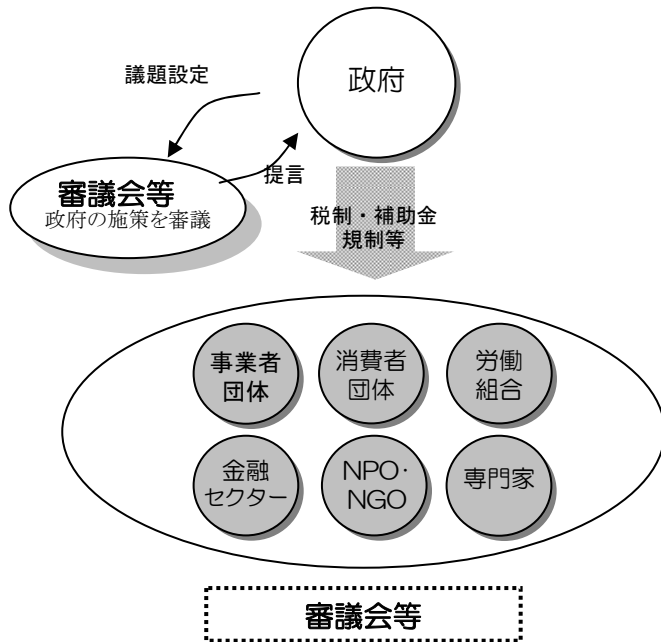 政府
議題設定
提言
審議会等
政府の施策を審議
税制・補助金
規制等
事業者
団体
消費者
団体
労働
組合
金融
セクター
NPO・
NGO
専門家
審議会等